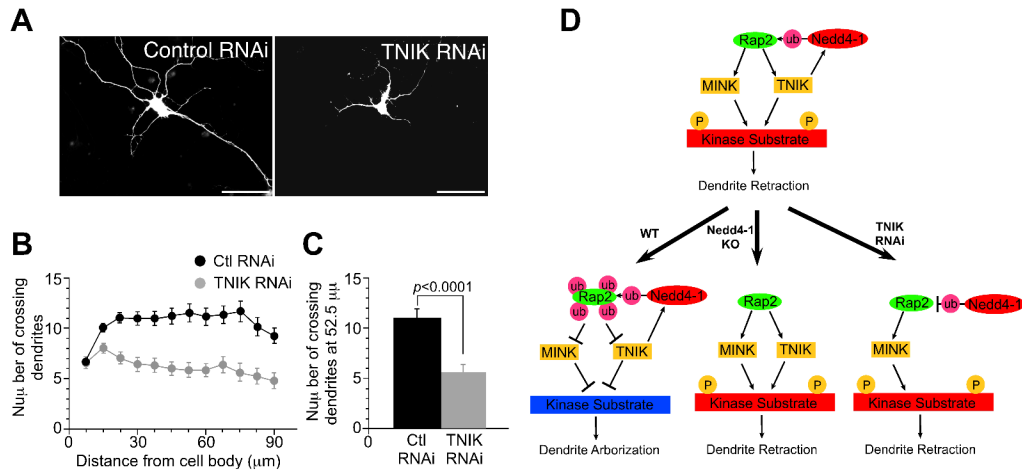 A
Control RNAi
TNIK RNAi
B
Ctl RNAi
TNIK RNAi
Nuμ ber of crossing
dendrites
15
10
5
0
0
30
60
90
Distance from cell body (μm)
C
Nuμ ber of crossing
dendrites at 52.5 μμ
15
10
5
0
p<0.0001
Ctl
RNAi
TNIK
RNAi
D
Rap2
ub
Nedd4-1
MINK
TNIK
P
P
Kinase Substrate
Dendrite Retraction
WT
Nedd4-1
KO
TNIK
RNAi
ub
ub
Rap2
ub
ub
ub
Nedd4-1
MINK
TNIK
Kinase Substrate
Dendrite Arborization
Rap2
MINK
TNIK
P
P
Kinase Substrate
Dendrite Retraction
Rap2
ub
Nedd4-1
MINK
P
P
Kinase Substrate
Dendrite Retraction